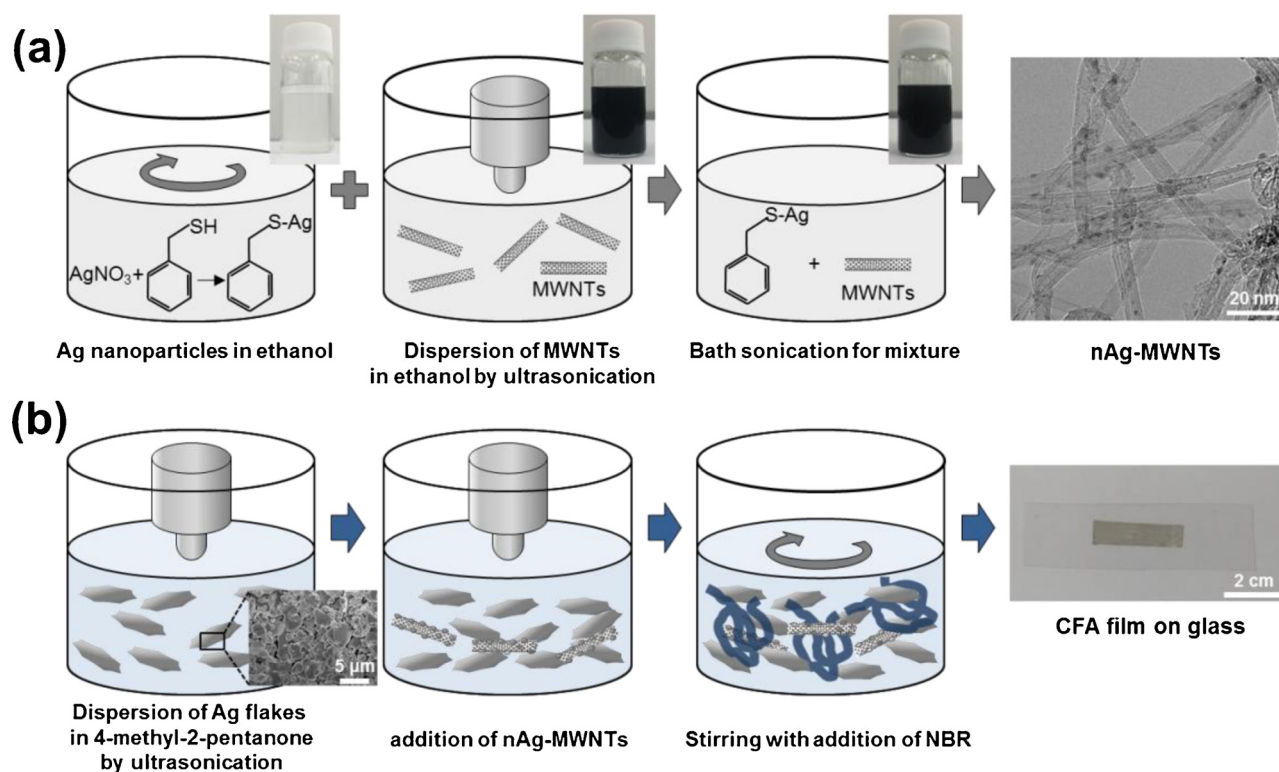 (a)
SH
S-Ag
AgNO₃+
MWNTs
S-Ag
+
MWNTs
20 nm
Ag nanoparticles in ethanol
Dispersion of MWNTs
in ethanol by ultrasonication
Bath sonication for mixture
nAg-MWNTs
(b)
5 µm
2 cm
Dispersion of Ag flakes
in 4-methyl-2-pentanone
by ultrasonication
addition of nAg-MWNTs
Stirring with addition of NBR
CFA film on glass